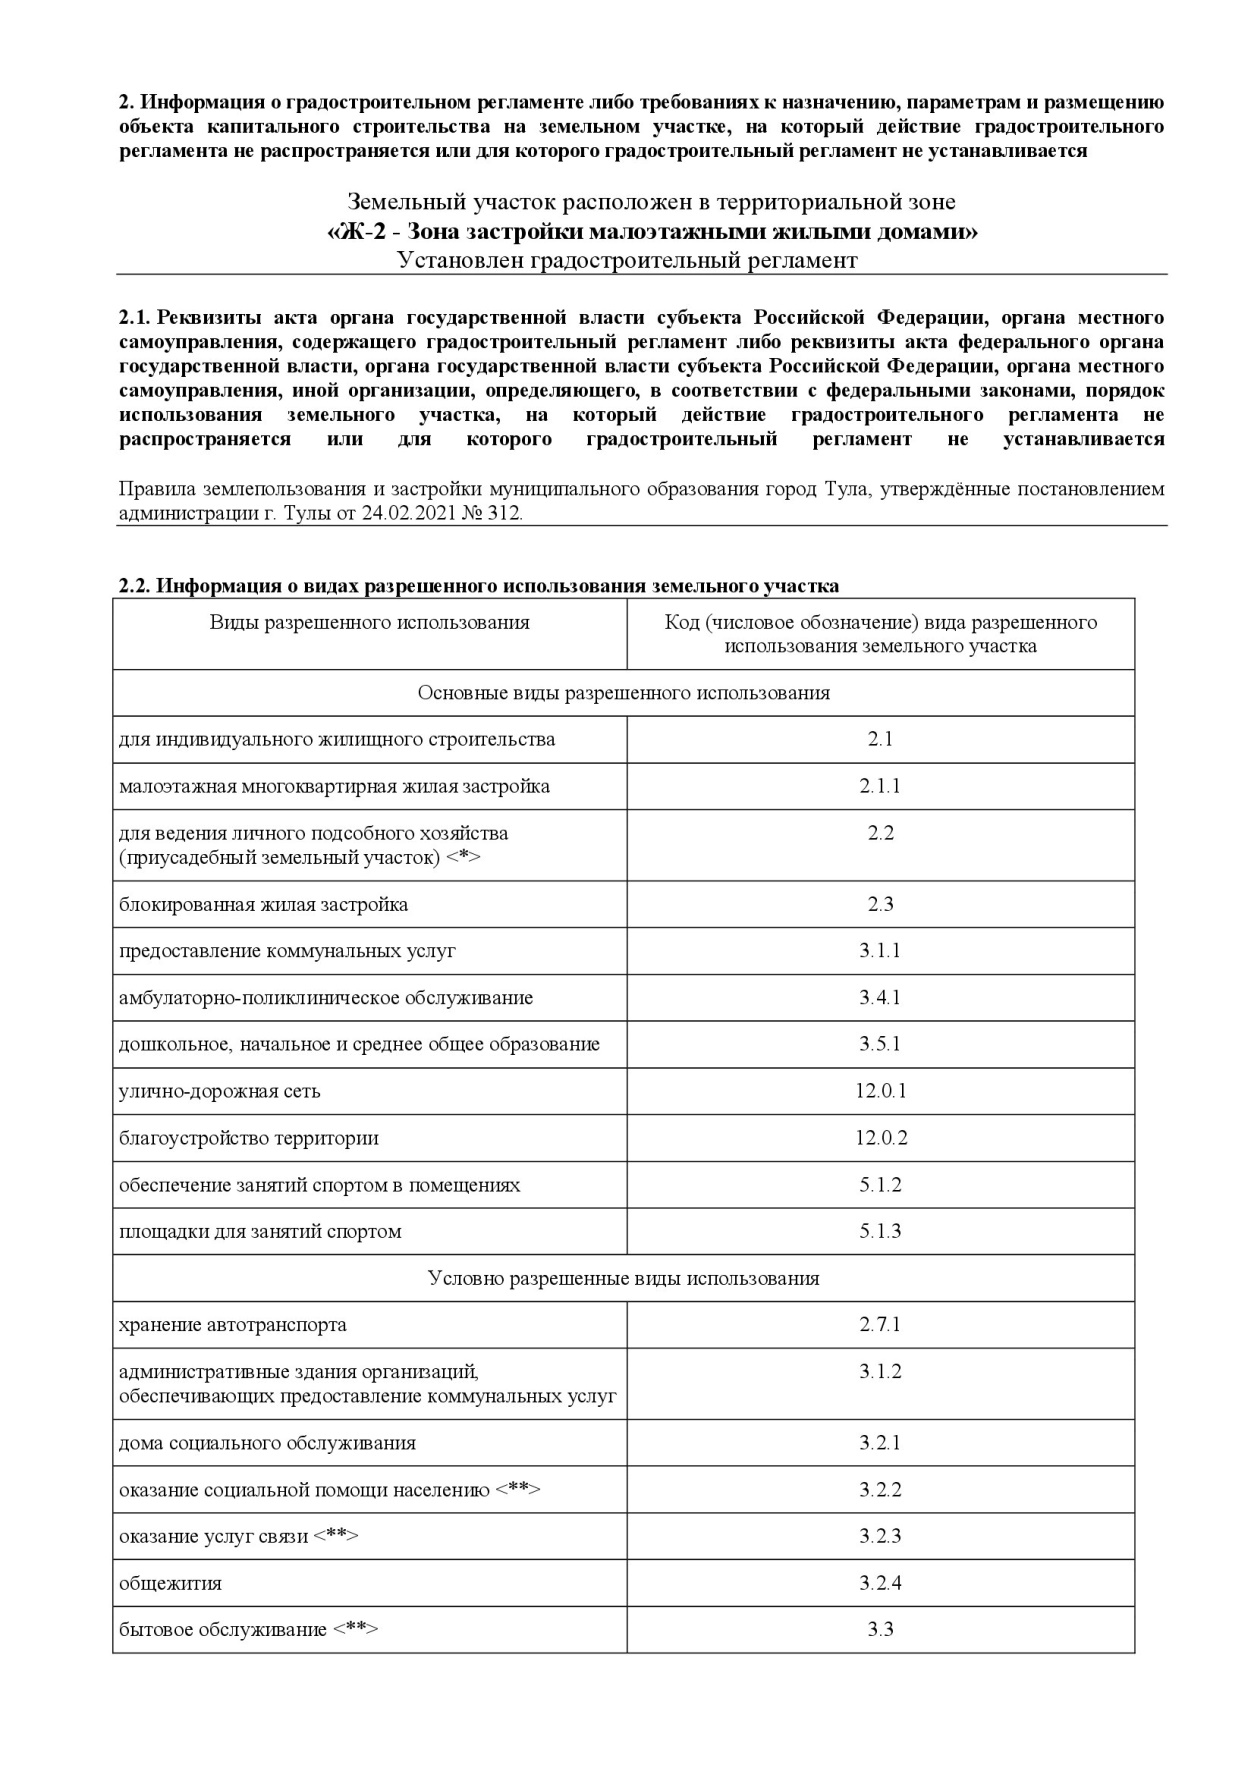 2. Информация о градостроительном регламенте либо требованиях к назначению, параметрам и размещению
объекта капитального строительства на земельном участке, на который действие градостроительного
регламента не распространяется или для которого градостроительный регламент не устанавливается
Земельный участок расположен в территориальной зоне
«Ж-2 - Зона застройки малоэтажными жилыми домами»
Установлен градостроительный регламент
2.1. Реквизиты акта органа государственной власти субъекта Российской Федерации, органа местного
самоуправления, содержащего градостроительный регламент либо реквизиты акта федерального органа
государственной власти, органа государственной власти субъекта Российской Федерации, органа местного
самоуправления, иной организации, определяющего, в соответствии с федеральными законами, порядок
использования земельного участка, на который действие градостроительного регламента не
распространяется или для которого градостроительный регламент не устанавливается
Правила землепользования и застройки муниципального образования город Тула, утверждённые постановлением
администрации г. Тулы от 24.02.2021 № 312.
2.2. Информация о видах разрешенного использования земельного участка
Виды разрешенного использования
Код (числовое обозначение) вида разрешенного
использования земельного участка
Основные виды разрешенного использования
для индивидуального жилищного строительства
2.1
малоэтажная многоквартирная жилая застройка
2.1.1
для ведения личного подсобного хозяйства
(приусадебный земельный участок) <*>
2.2
блокированная жилая застройка
2.3
предоставление коммунальных услуг
3.1.1
амбулаторно-поликлиническое обслуживание
3.4.1
дошкольное, начальное и среднее общее образование
3.5.1
улично-дорожная сеть
12.0.1
благоустройство территории
12.0.2
обеспечение занятий спортом в помещениях
5.1.2
площадки для занятий спортом
5.1.3
Условно разрешенные виды использования
хранение автотранспорта
2.7.1
административные здания организаций,
обеспечивающих предоставление коммунальных услуг
3.1.2
дома социального обслуживания
3.2.1
оказание социальной помощи населению <**>
3.2.2
оказание услуг связи <**>
3.2.3
общежития
3.2.4
бытовое обслуживание <**>
3.3